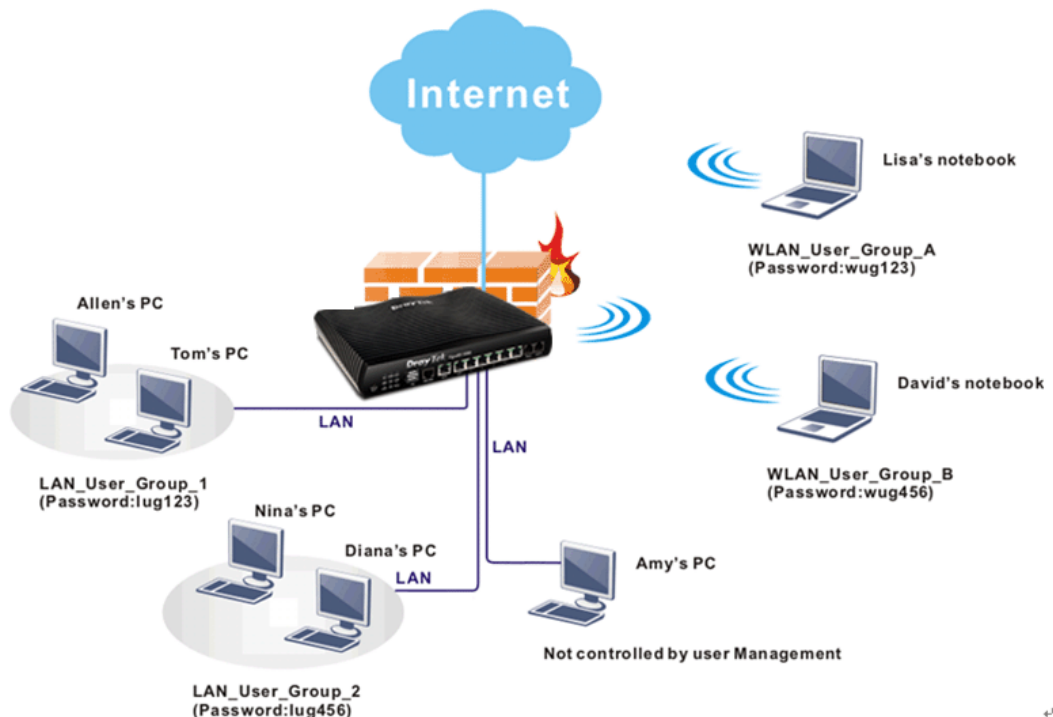 Internet
Lisa's notebook
WLAN_User_Group_A
(Password:wug123)
Allen's PC
Tom's PC
DrayTek
LAN
LAN
David's notebook
LAN_User_Group_1
(Password:lug123)
WLAN_User_Group_B
(Password:wug456)
Nina's PC
Diana's PC
LAN
Amy's PC
Not controlled by user Management
LAN_User_Group_2
(Password:lug456)